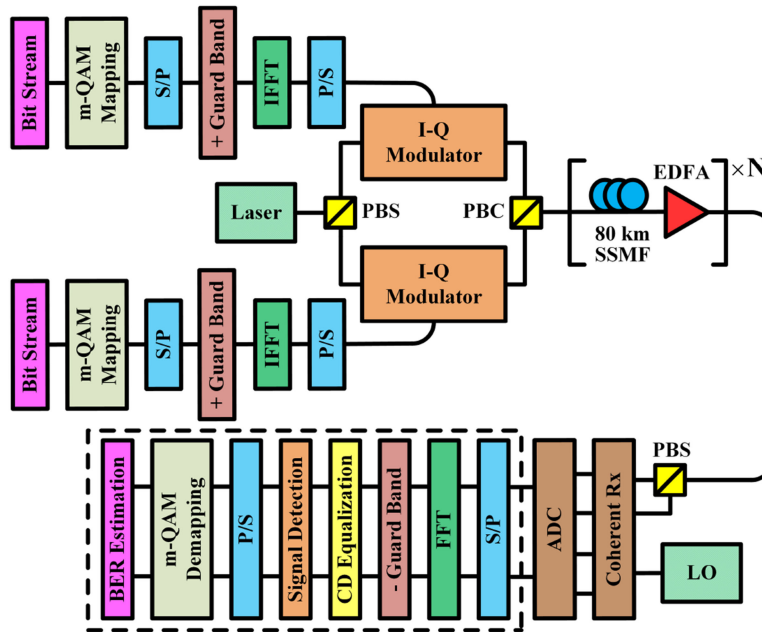 Bit Stream
m-QAM
Mapping
S/P
+ Guard Band
IFFT
P/S
I-Q
Modulator
Laser
PBS
PBC
EDFA
×N
80 km
SSMF
I-Q
Modulator
Bit Stream
m-QAM
Mapping
S/P
+ Guard Band
IFFT
P/S
BER Estimation
m-QAM
Demapping
P/S
Signal Detection
CD Equalization
- Guard Band
FFT
S/P
ADC
Coherent Rx
PBS
LO